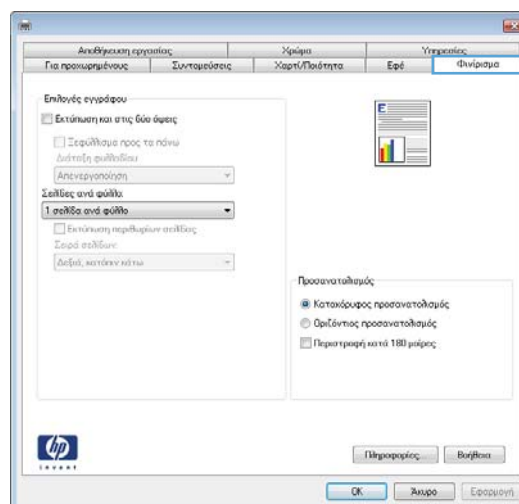 Αποθήκευση εργασίας Χρώμα Υπηρεσίες
Για προχωρημένους Συντομεύσεις Χαρτί/Ποιότητα Εφέ Φινίρισμα
Επιλογές εγγράφου
Εκτύπωση και στις δύο όψεις
Ξεφύλλισμα προς τα πάνω
Διάταξη φυλλαδίου
Απενεργοποίηση
Σελίδες ανά φύλλο
1 σελίδα ανά φύλλο
Εκτύπωση περιθωρίων σελίδας
Σειρά σελίδων:
Δεξιά, κατόπιν κάτω
E
Προσανατολισμός
Κατακόρυφος προσανατολισμός
Οριζόντιος προσανατολισμός
Περιστροφή κατά 180 μοίρες
hp
invent
Πληροφορίες... Βοήθεια
OK Άκυρο Εφαρμογή